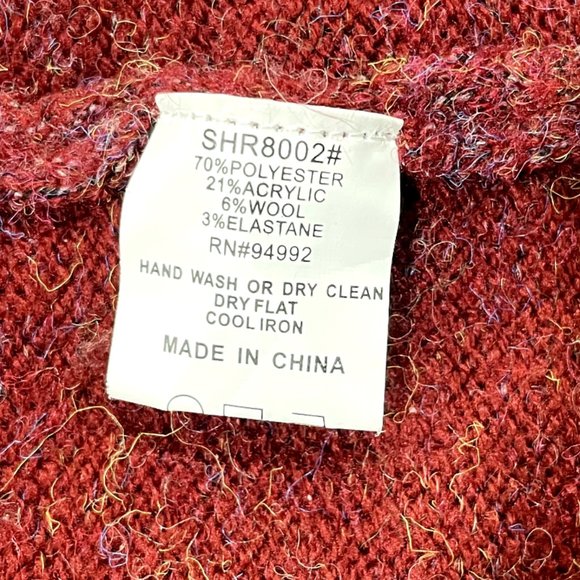 SHR8002#
70%POLYESTER
21%ACRYLIC
6%WOOL
3%ELASTANE
RN#94992
HAND WASH OR DRY CLEAN
DRY FLAT
COOL IRON
MADE IN CHINA